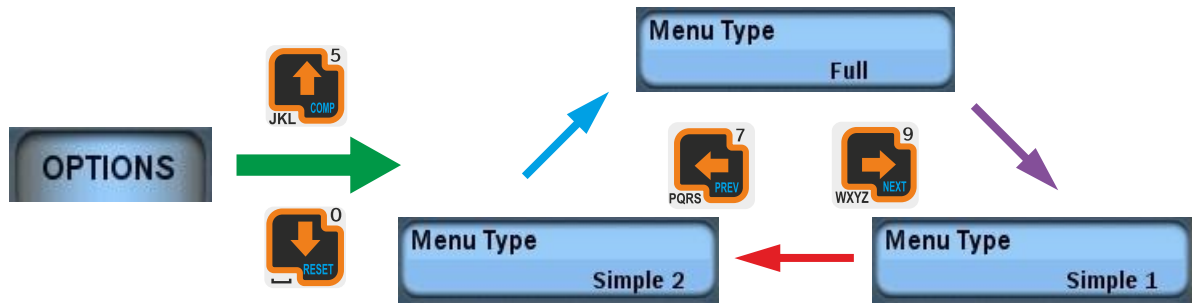 OPTIONS
5
COMP
JKL
0
RESET
Menu Type
Full
7
PREV
PQRS
9
NEXT
WXYZ
Menu Type
Simple 2
Menu Type
Simple 1